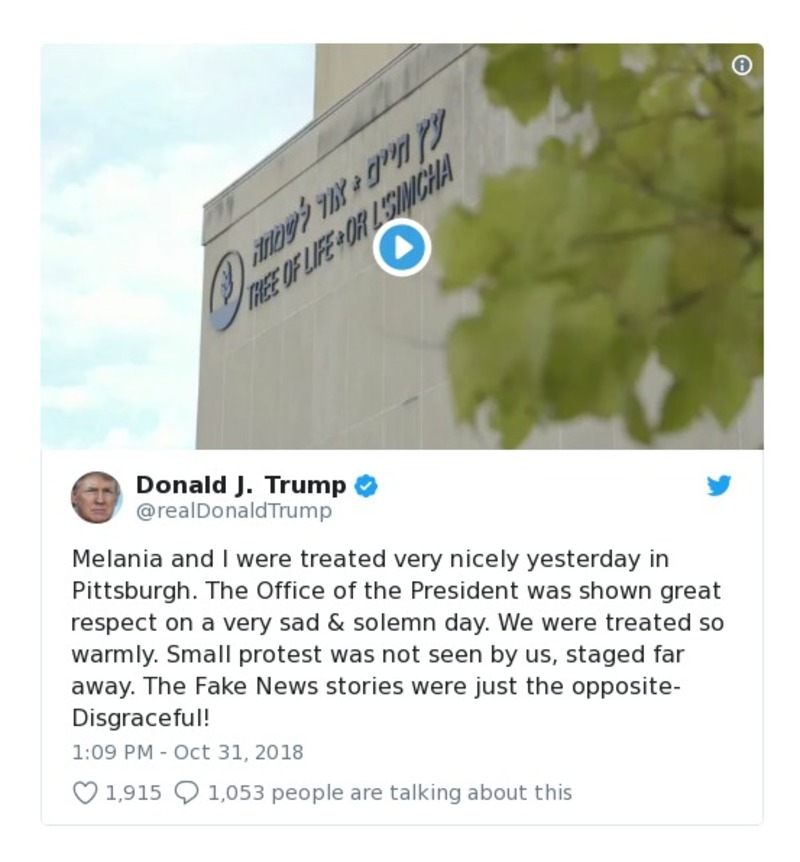 עץ חיים * אור לשמחה
TREE OF LIFE * OR L'SIMCHA
Donald J. Trump
@realDonaldTrump
Melania and I were treated very nicely yesterday in
Pittsburgh. The Office of the President was shown great
respect on a very sad & solemn day. We were treated so
warmly. Small protest was not seen by us, staged far
away. The Fake News stories were just the opposite-
Disgraceful!
1:09 PM - Oct 31, 2018
1,915 1,053 people are talking about this